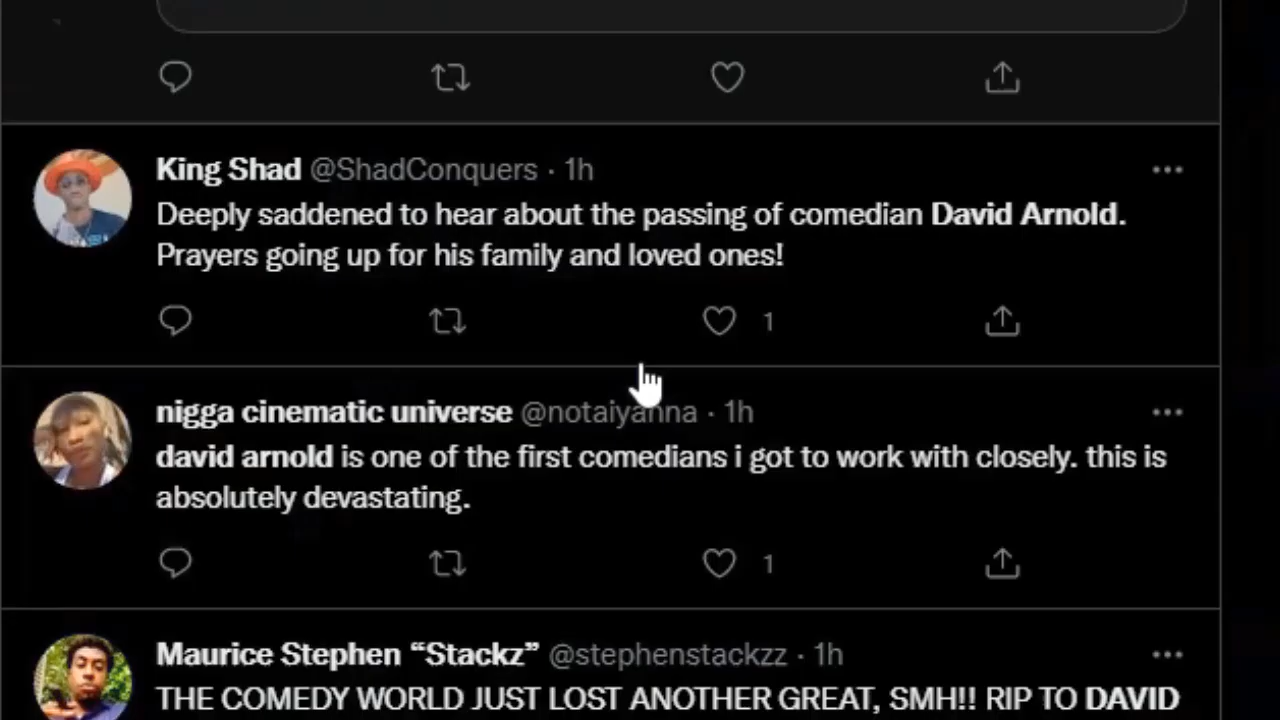 King Shad @ShadConquers · 1h
Deeply saddened to hear about the passing of comedian David Arnold.
Prayers going up for his family and loved ones!
1
nigga cinematic universe @notaiyanna · 1h
david arnold is one of the first comedians i got to work with closely. this is
absolutely devastating.
1
Maurice Stephen “Stackz” @stephenstackzz · 1h
THE COMEDY WORLD JUST LOST ANOTHER GREAT, SMH!! RIP TO DAVID